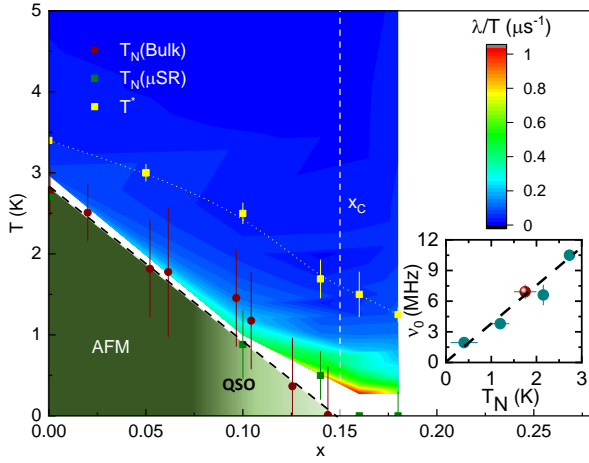 λ/T (μs⁻¹)
T_N(Bulk)
T_N(μSR)
T*
x_C
AFM
QSO
5
4
3
2
1
0
T (K)
0.00
0.05
0.10
0.15
0.20
0.25
x
1
0.8
0.6
0.4
0.2
0
12
9
6
3
0
ν₀ (MHz)
0
1
2
3
T_N (K)